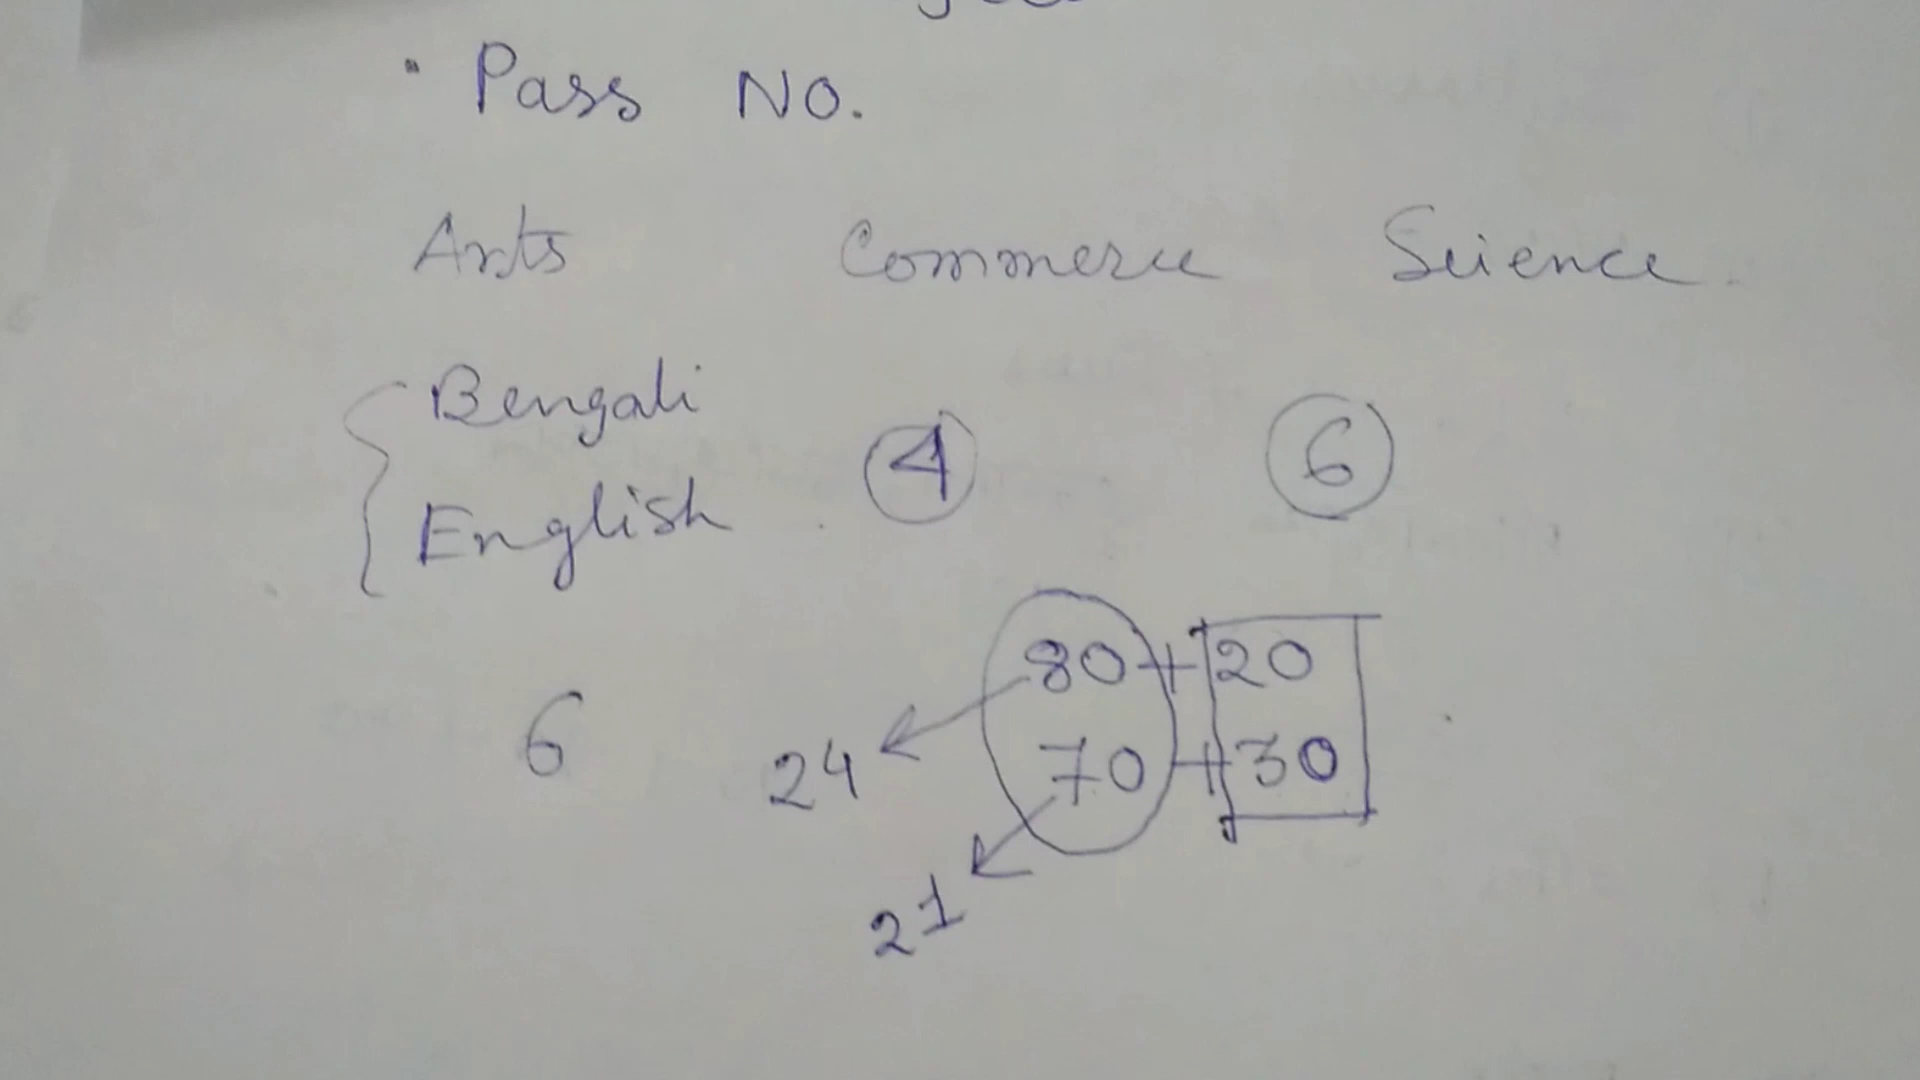 · Pass No.
Arts Commerce Science
Bengali
English
4 6
80+20
6
24 70+30
21